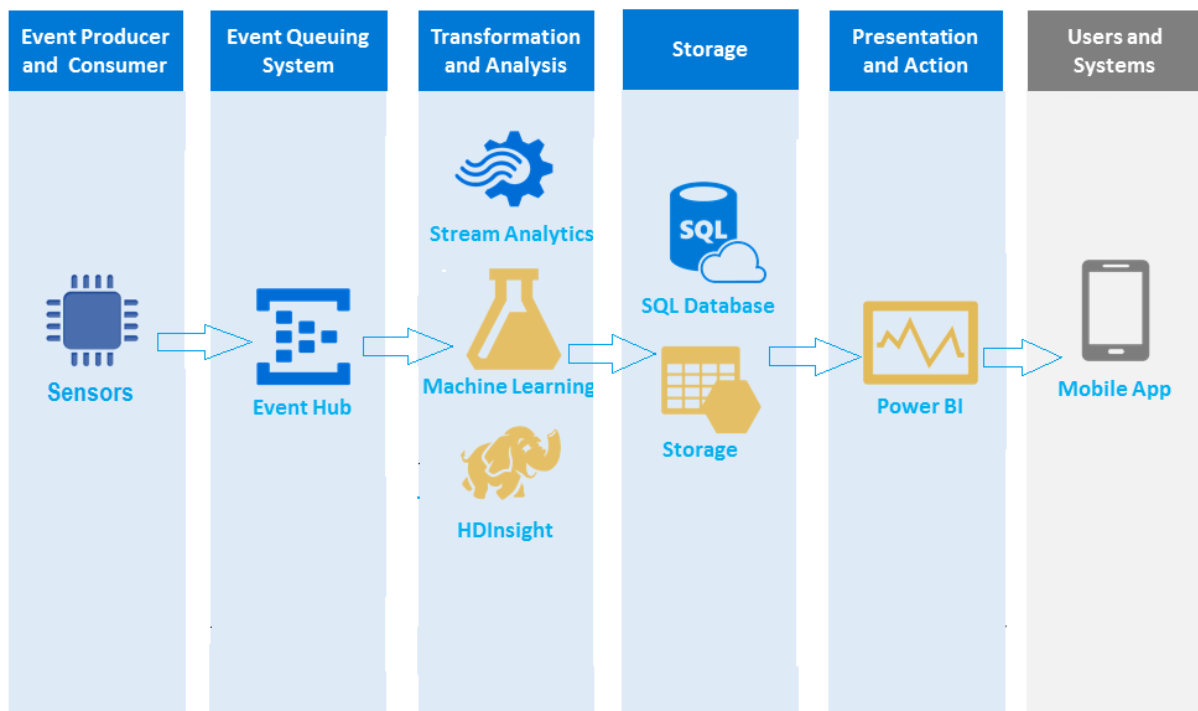 Event Producer
and Consumer
Event Queuing
System
Transformation
and Analysis
Storage
Presentation
and Action
Users and
Systems
Stream Analytics
SQL
SQL Database
Sensors
Event Hub
Machine Learning
Storage
Power BI
Mobile App
HDInsight